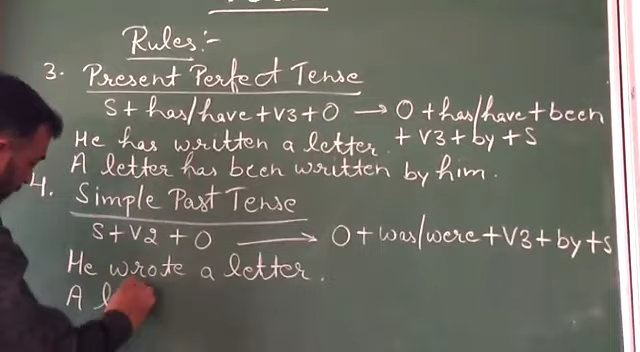 Rules:-
3. Present Perfect Tense
S + has/have + V3 + O → O + has/have + been + V3 + by + S
He has written a letter.
A letter has been written by him.
4. Simple Past Tense
S + V2 + O → O + was/were + V3 + by + S
He wrote a letter.
A l